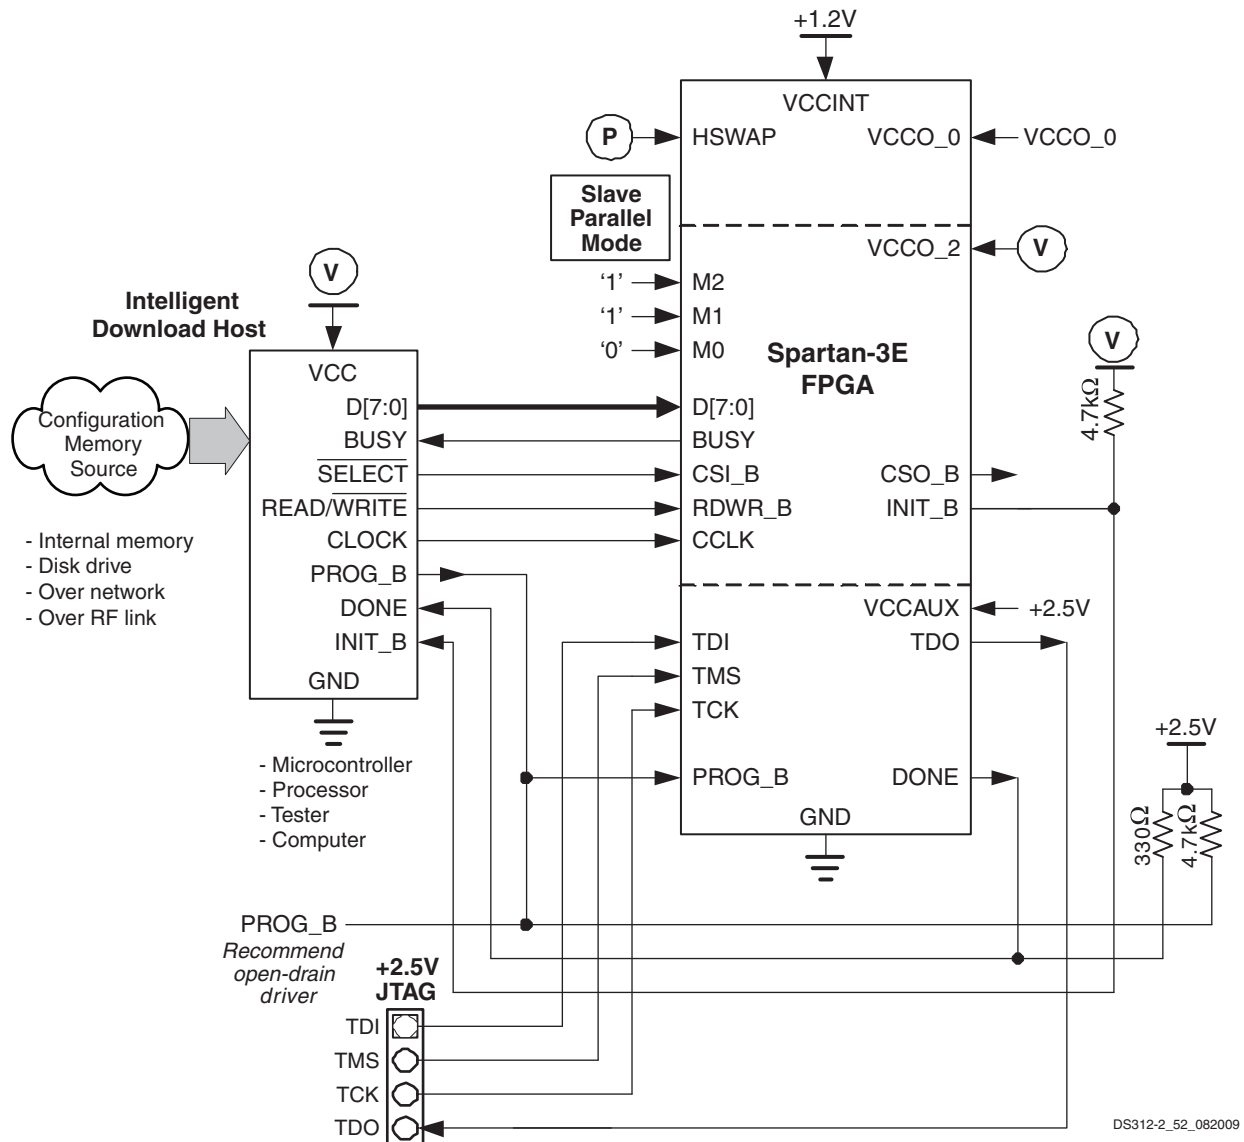 +1.2V
VCCINT
P
HSWAP
VCCO_0
VCCO_0
Slave
Parallel
Mode
VCCO_2
V
V
‘1’
M2
Intelligent
Download Host
‘1’
M1
‘0’
M0
Spartan-3E
FPGA
V
4.7kΩ
VCC
Configuration
Memory
Source
D[7:0]
D[7:0]
BUSY
BUSY
SELECT
CSI_B
CSO_B
READ/WRITE
RDWR_B
INIT_B
CLOCK
CCLK
- Internal memory
- Disk drive
- Over network
- Over RF link
PROG_B
DONE
VCCAUX
+2.5V
INIT_B
TDI
TDO
GND
TMS
TCK
+2.5V
- Microcontroller
- Processor
- Tester
- Computer
PROG_B
DONE
GND
330Ω
4.7kΩ
PROG_B
Recommend
open-drain
driver
+2.5V
JTAG
TDI
TMS
TCK
TDO
DS312-2_52_082009